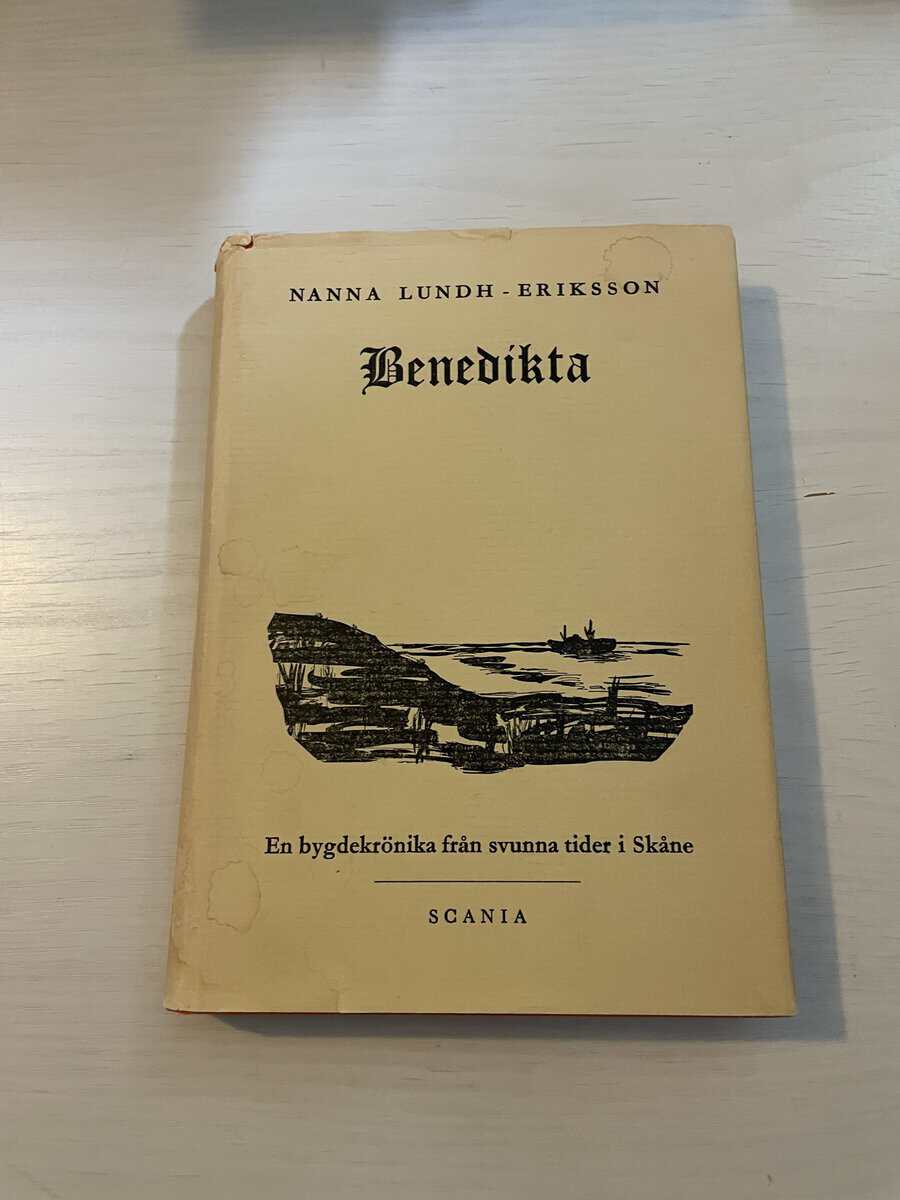 NANNA LUNDH - ERIKSSON
Benedikta
En bygdekrönika från svunna tider i Skåne
SCANIA